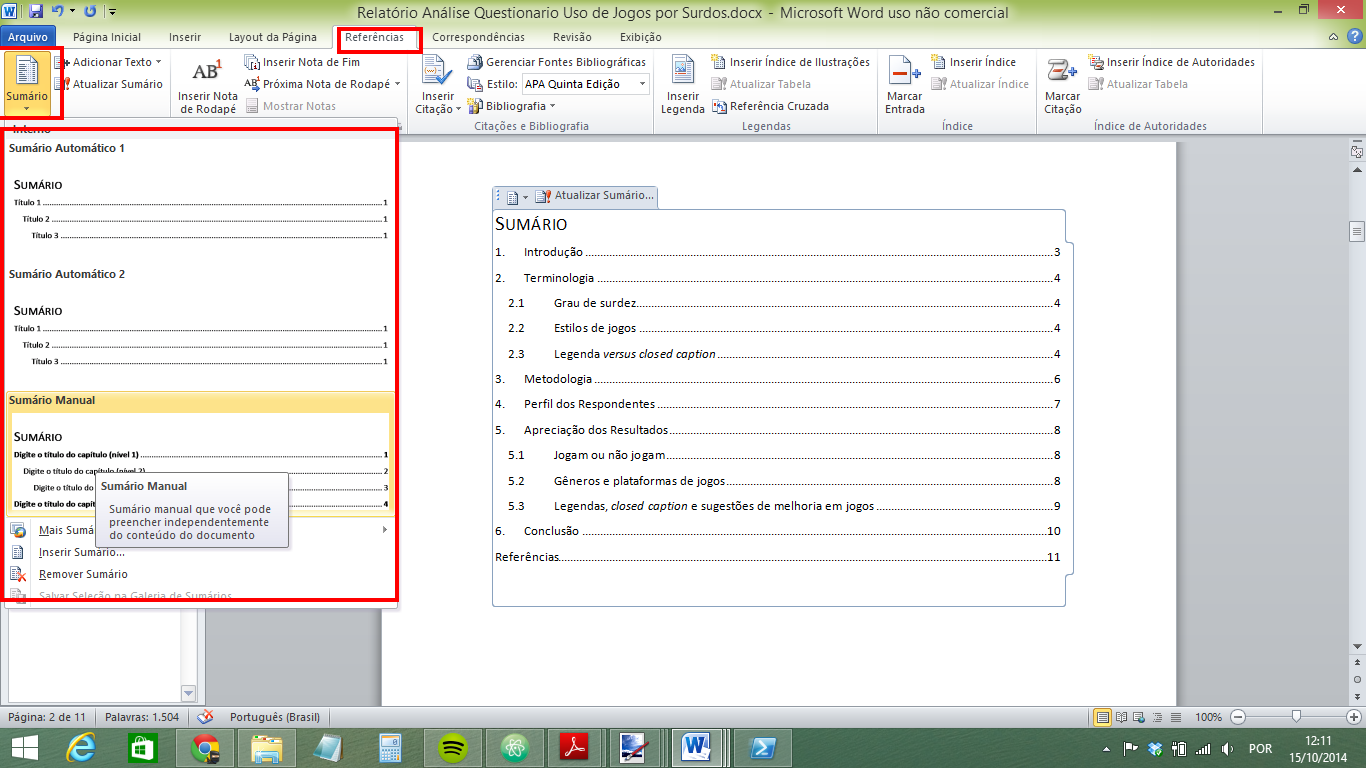 Relatório Análise Questionario Uso de Jogos por Surdos.docx - Microsoft Word uso não comercial
Arquivo Página Inicial Inserir Layout da Página Referências Correspondências Revisão Exibição
Sumário
Adicionar Texto
Atualizar Sumário
AB¹
Inserir Nota de Rodapé
Inserir Nota de Fim
Próxima Nota de Rodapé
Mostrar Notas
Inserir Citação
Gerenciar Fontes Bibliográficas
Estilo: APA Quinta Edição
Bibliografia
Citações e Bibliografia
Inserir Legenda
Inserir Índice de Ilustrações
Atualizar Tabela
Referência Cruzada
Legendas
Marcar Entrada
Inserir Índice
Atualizar Índice
Índice
Marcar Citação
Inserir Índice de Autoridades
Atualizar Tabela
Índice de Autoridades
Interno
Sumário Automático 1
SUMÁRIO
Título 1 1
Título 2 1
Título 3 1
Sumário Automático 2
SUMÁRIO
Título 1 1
Título 2 1
Título 3 1
Sumário Manual
SUMÁRIO
Digite o título do capítulo (nível 1) 1
Digite o título do capítulo (nível 2) 2
Digite o título do 3
Digite o título do 4
Sumário Manual
Sumário manual que você pode
preencher independentemente
do conteúdo do documento
Mais
Inserir Sumário...
Remover Sumário
Salvar Seleção na Galeria de Sumários
Atualizar Sumário...
SUMÁRIO
1. Introdução 3
2. Terminologia 4
2.1 Grau de surdez 4
2.2 Estilos de jogos 4
2.3 Legenda versus closed caption 4
3. Metodologia 6
4. Perfil dos Respondentes 7
5. Apreciação dos Resultados 8
5.1 Jogam ou não jogam 8
5.2 Gêneros e plataformas de jogos 8
5.3 Legendas, closed caption e sugestões de melhoria em jogos 9
6. Conclusão 10
Referências 11
Página: 2 de 11 Palavras: 1.504 Português (Brasil) 100%
POR
12:11
15/10/2014